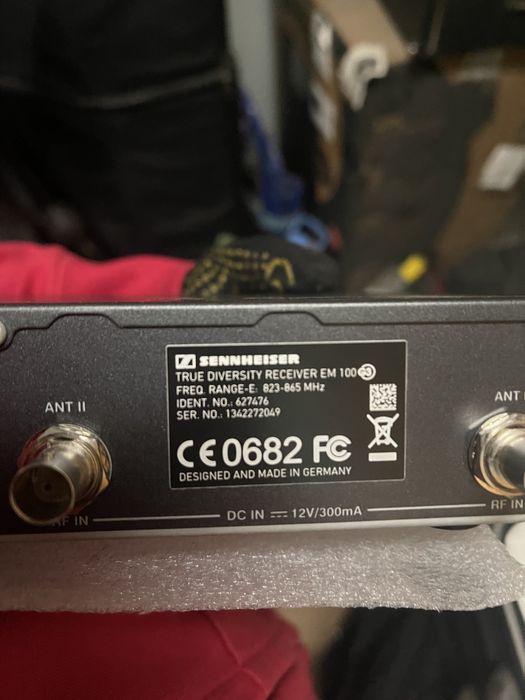 SENNHEISER
TRUE DIVERSITY RECEIVER EM 100 G3
FREQ. RANGE-E: 823-865 MHz
IDENT. NO.: 627476
SER. NO.: 1342272049
CE 0682 FC
DESIGNED AND MADE IN GERMANY
ANT II
ANT I
RF IN
DC IN 12V/300mA
RF IN